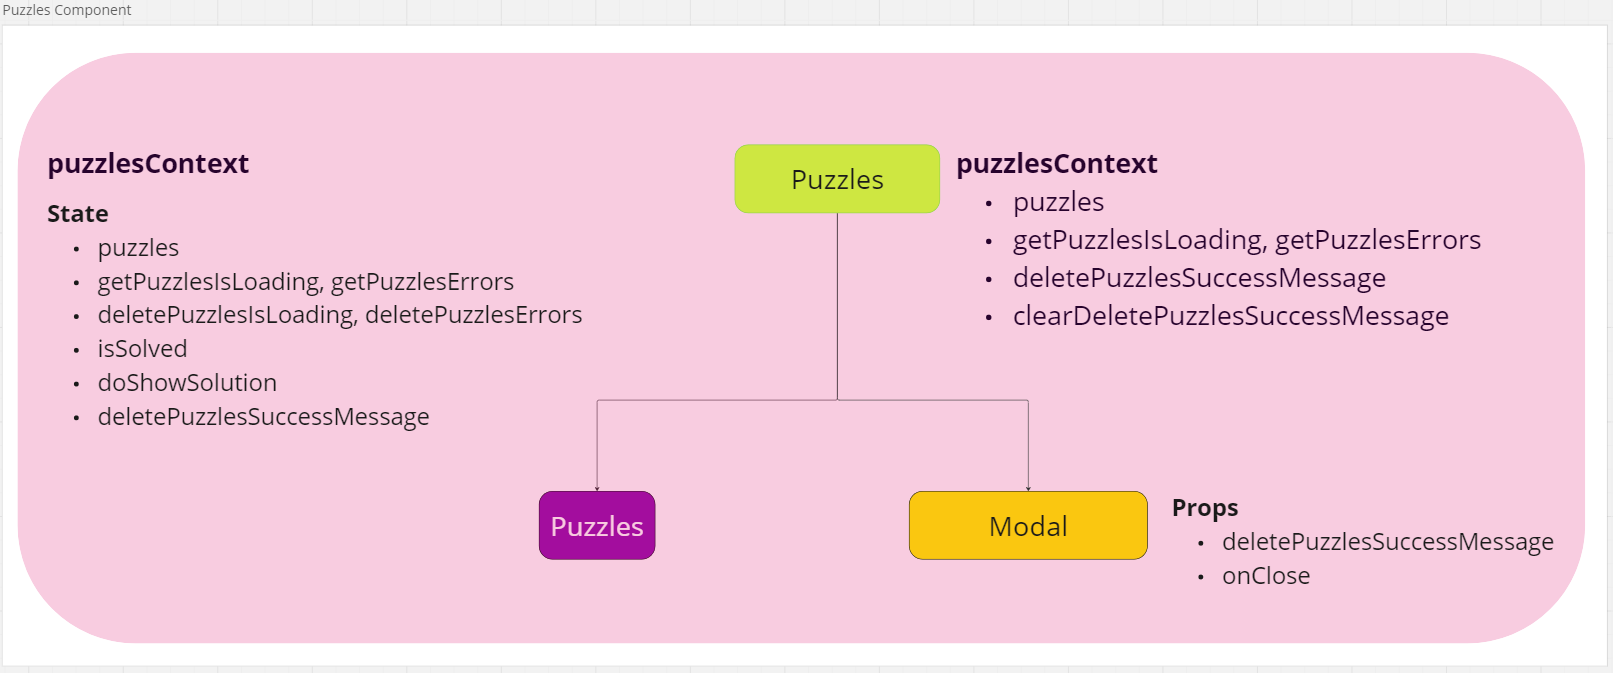 Puzzles Component
puzzlesContext
State
• puzzles
• getPuzzlesIsLoading, getPuzzlesErrors
• deletePuzzlesIsLoading, deletePuzzlesErrors
• isSolved
• doShowSolution
• deletePuzzlesSuccessMessage
Puzzles
puzzlesContext
• puzzles
• getPuzzlesIsLoading, getPuzzlesErrors
• deletePuzzlesSuccessMessage
• clearDeletePuzzlesSuccessMessage
Puzzles
Modal
Props
• deletePuzzlesSuccessMessage
• onClose